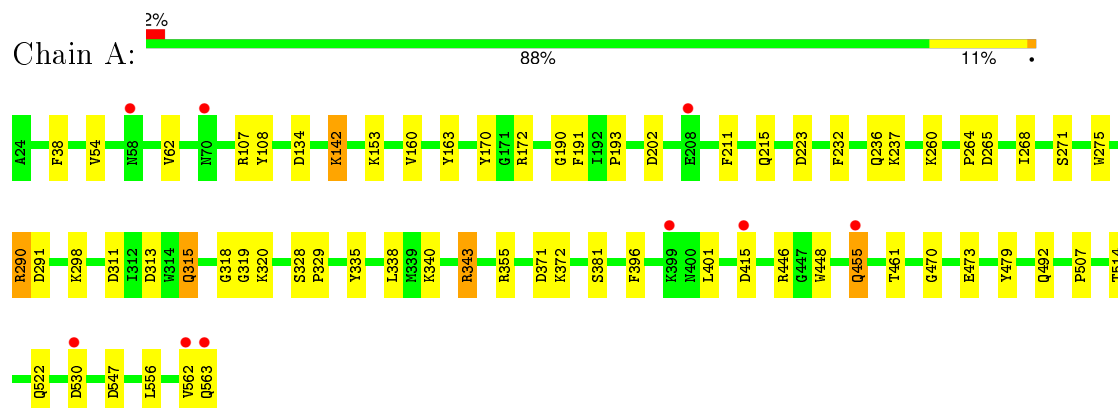 2%
Chain A:
88% 11% •
A24 F38 V54 N58 V62 N70 R107 Y108 D134 K142 K153 V160 Y163 Y170 G171 R172 G190 F191 I192 P193 D202 E208 F211 Q215 D223 F232 Q236 K237 K260 P264 D265 I268 S271 W275
R290 D291 K298 D311 I312 D313 W314 Q315 G318 G319 K320 S328 P329 Y335 L338 M339 K340 R343 R355 D371 K372 S381 F396 K399 N400 L401 D415 R446 G447 W448 Q455 T461 G470 E473 Y479 Q492 P507 T514
Q522 D530 D547 L556 V562 Q563